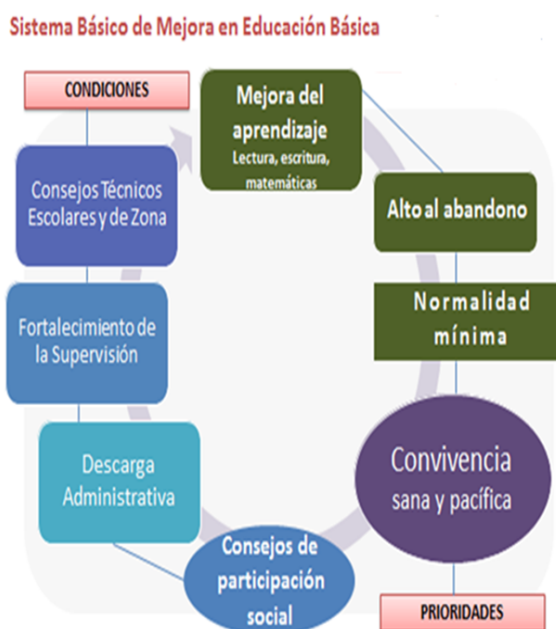 Sistema Básico de Mejora en Educación Básica
CONDICIONES
Mejora del
aprendizaje
Lectura, escritura,
matemáticas
Consejos Técnicos
Escolares y de Zona
Alto al abandono
Fortalecimiento de
la Supervisión
Normalidad
mínima
Descarga
Administrativa
Convivencia
sana y pacífica
Consejos de
participación
social
PRIORIDADES